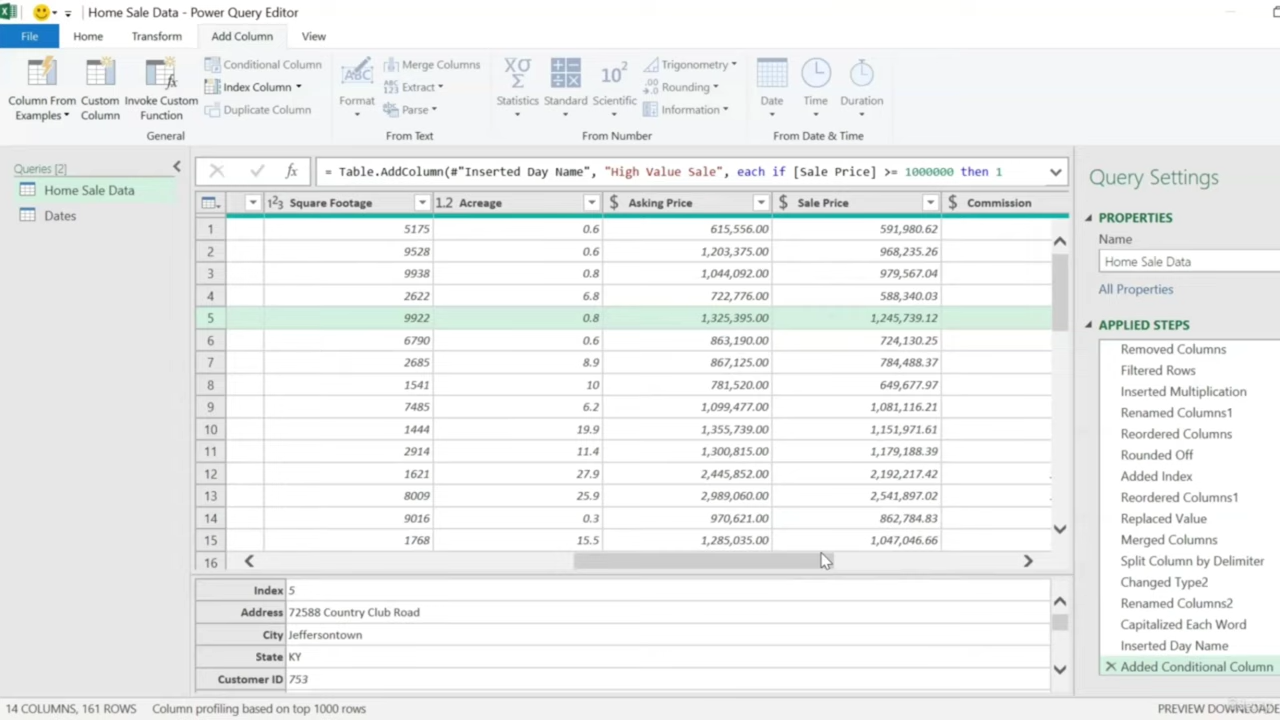 Home Sale Data - Power Query Editor
File Home Transform Add Column View
Column From Examples
Custom Column
Invoke Custom Function
Conditional Column
Index Column
Duplicate Column
General
ABC
Format
Merge Columns
Extract
Parse
From Text
Statistics
Standard
10²
Scientific
Trigonometry
Rounding
Information
From Number
Date
Time
Duration
From Date & Time
Queries [2]
Home Sale Data
Dates
fx = Table.AddColumn(#"Inserted Day Name", "High Value Sale", each if [Sale Price] >= 1000000 then 1
1²3 Square Footage 1.2 Acreage $ Asking Price $ Sale Price $ Commission
1 5175 0.6 615,556.00 591,980.62
2 9528 0.6 1,203,375.00 968,235.26
3 9938 0.8 1,044,092.00 979,567.04
4 2622 6.8 722,776.00 588,340.03
5 9922 0.8 1,325,395.00 1,245,739.12
6 6790 0.6 863,190.00 724,130.25
7 2685 8.9 867,125.00 784,488.37
8 1541 10 781,520.00 649,677.97
9 7485 6.2 1,099,477.00 1,081,116.21
10 1444 19.9 1,355,739.00 1,151,971.61
11 2914 11.4 1,300,815.00 1,179,188.39
12 1621 27.9 2,445,852.00 2,192,217.42
13 8009 25.9 2,989,060.00 2,541,897.02
14 9016 0.3 970,621.00 862,784.83
15 1768 15.5 1,285,035.00 1,047,046.66
16
Index 5
Address 72588 Country Club Road
City Jeffersontown
State KY
Customer ID 753
Query Settings
PROPERTIES
Name
Home Sale Data
All Properties
APPLIED STEPS
Removed Columns
Filtered Rows
Inserted Multiplication
Renamed Columns1
Reordered Columns
Rounded Off
Added Index
Reordered Columns1
Replaced Value
Merged Columns
Split Column by Delimiter
Changed Type2
Renamed Columns2
Capitalized Each Word
Inserted Day Name
Added Conditional Column
14 COLUMNS, 161 ROWS Column profiling based on top 1000 rows
PREVIEW DOWNLOADE